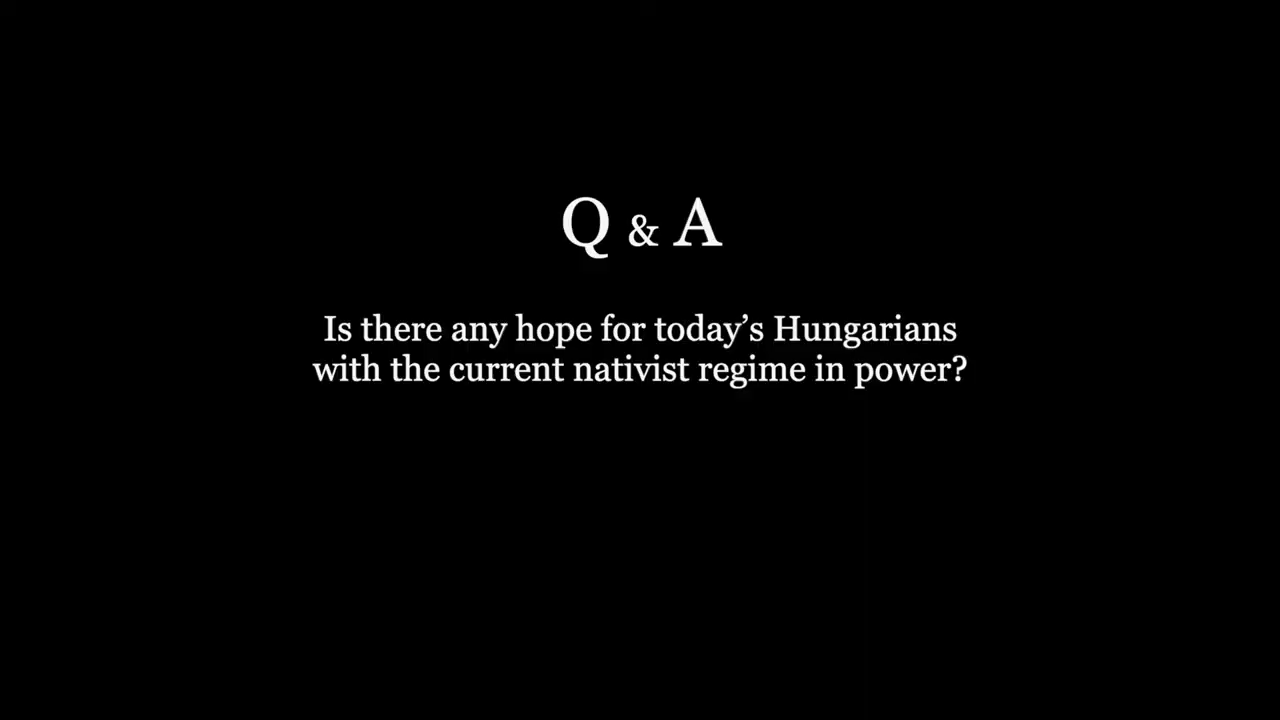 Q & A
Is there any hope for today’s Hungarians
with the current nativist regime in power?